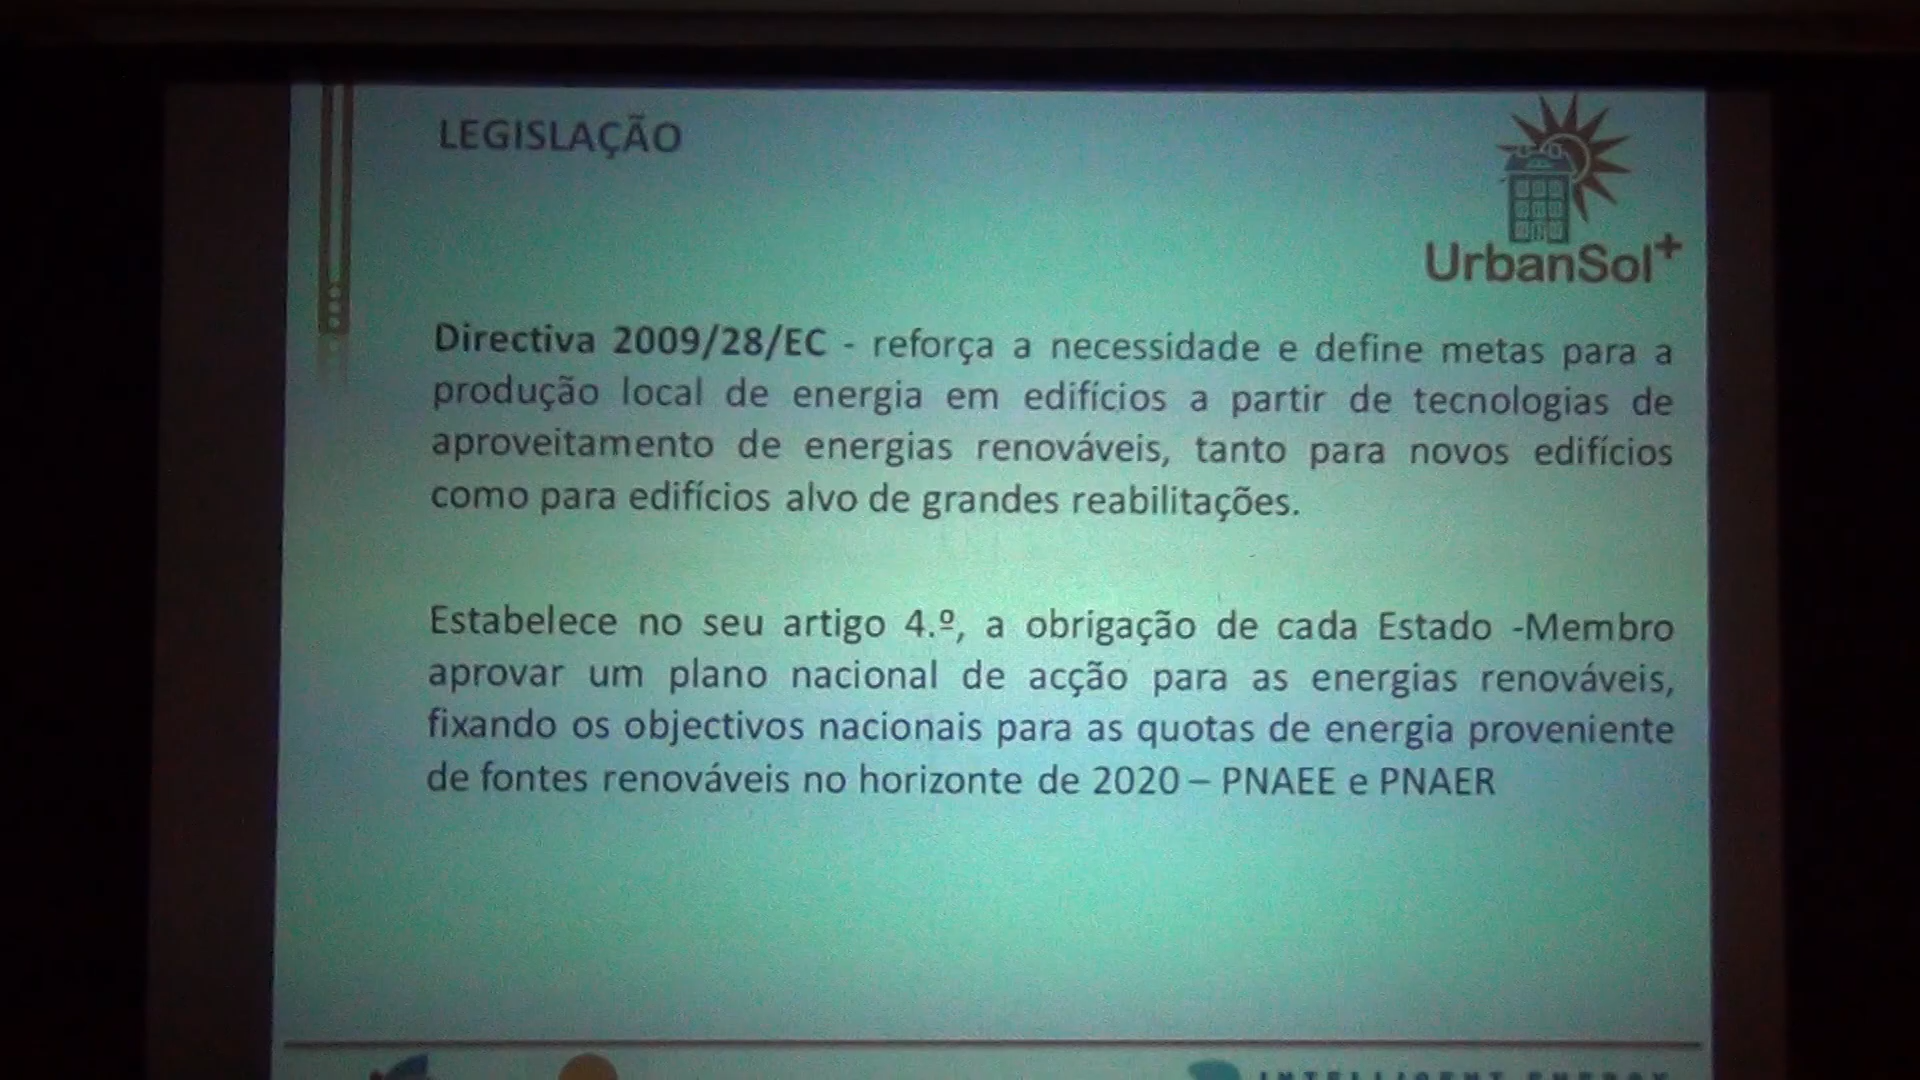 LEGISLAÇÃO
UrbanSol+
Directiva 2009/28/EC - reforça a necessidade e define metas para a
produção local de energia em edifícios a partir de tecnologias de
aproveitamento de energias renováveis, tanto para novos edifícios
como para edifícios alvo de grandes reabilitações.
Estabelece no seu artigo 4.º, a obrigação de cada Estado -Membro
aprovar um plano nacional de acção para as energias renováveis,
fixando os objectivos nacionais para as quotas de energia proveniente
de fontes renováveis no horizonte de 2020 – PNAEE e PNAER
INTELLIGENT ENERGY